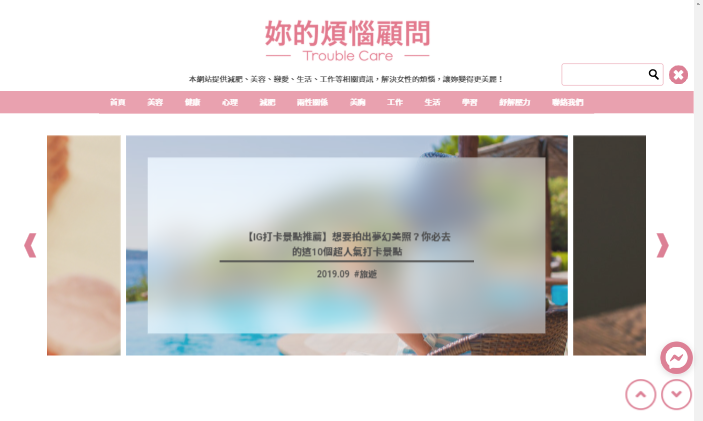 妳的煩惱顧問
Trouble Care
本網站提供減肥、美容、戀愛、生活、工作等相關資訊，解決女性的煩惱，讓妳變得更美麗！
首頁 美容 健康 心理 減肥 兩性關係 美胸 工作 生活 學習 紓解壓力 聯絡我們
【IG打卡景點推薦】想要拍出夢幻美照？你必去
的這10個超人氣打卡景點
2019.09 #旅遊